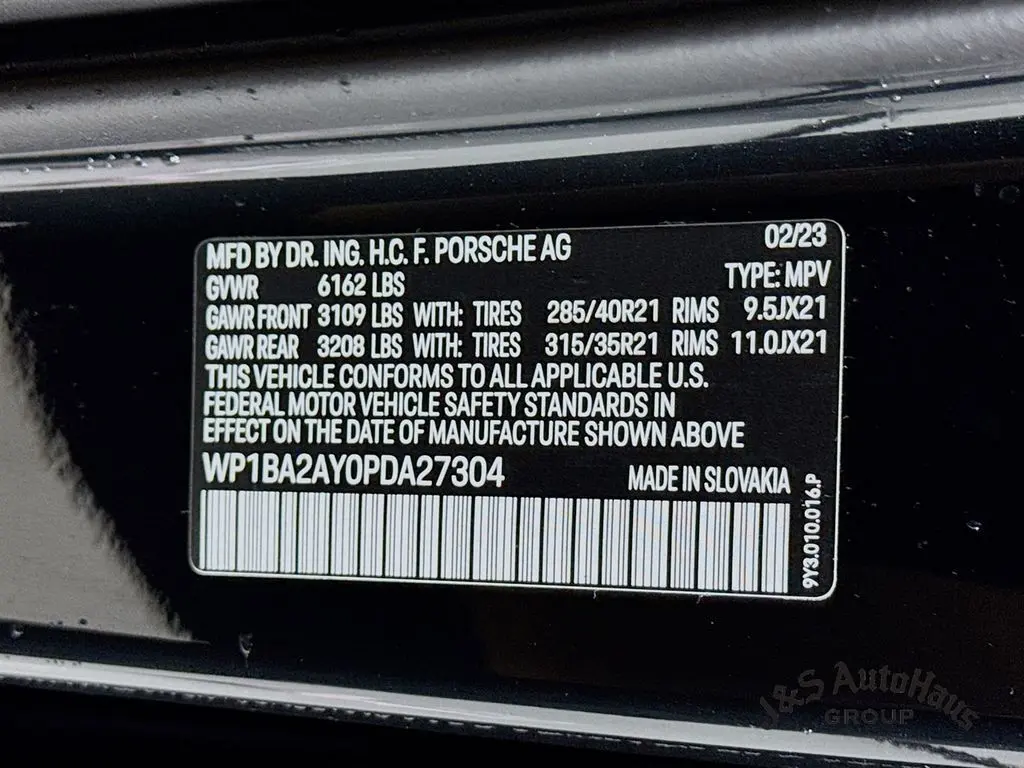 MFD BY DR. ING. H.C. F. PORSCHE AG 02/23
GVWR 6162 LBS TYPE: MPV
GAWR FRONT 3109 LBS WITH: TIRES 285/40R21 RIMS 9.5JX21
GAWR REAR 3208 LBS WITH: TIRES 315/35R21 RIMS 11.0JX21
THIS VEHICLE CONFORMS TO ALL APPLICABLE U.S.
FEDERAL MOTOR VEHICLE SAFETY STANDARDS IN
EFFECT ON THE DATE OF MANUFACTURE SHOWN ABOVE
WP1BA2AY0PDA27304 MADE IN SLOVAKIA
9Y3.010.016.P
J&S AutoHaus
GROUP